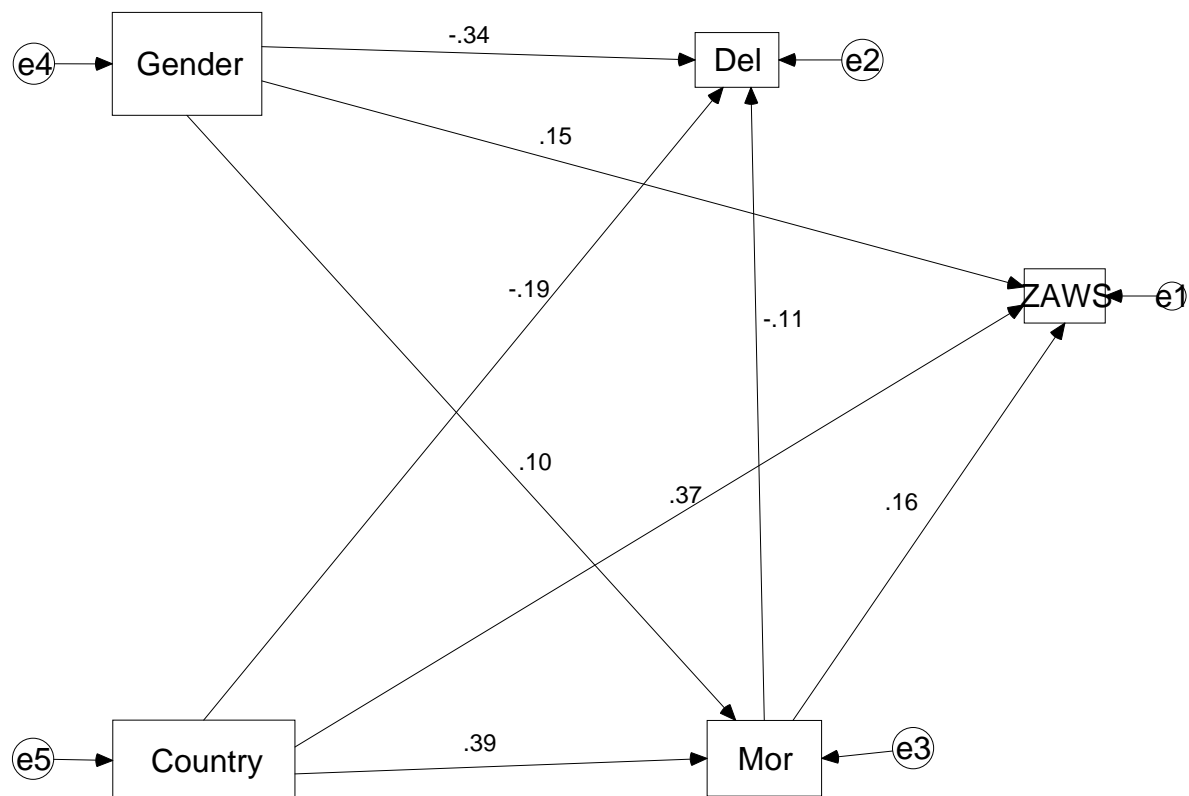 e4
Gender
-.34
Del
e2
.15
-.19
ZAWS
e1
-.11
.10
.37
.16
e5
Country
.39
Mor
e3